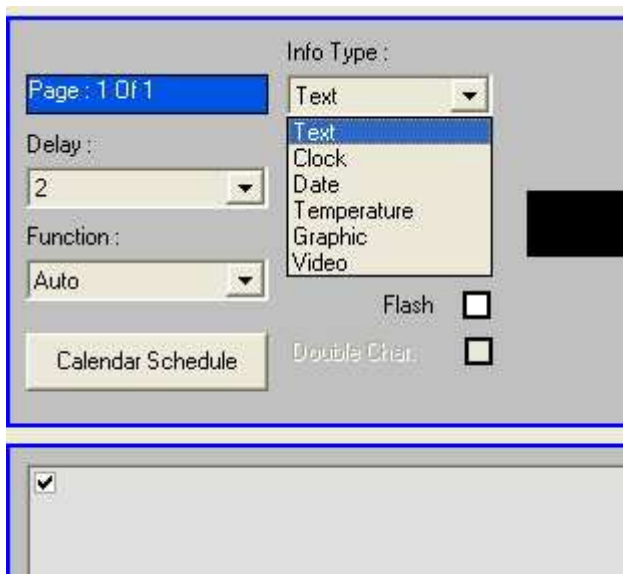 Info Type :
Page : 1 Of 1
Text
Delay :
2
Function :
Auto
Text
Clock
Date
Temperature
Graphic
Video
Flash
Calendar Schedule
Double Char.